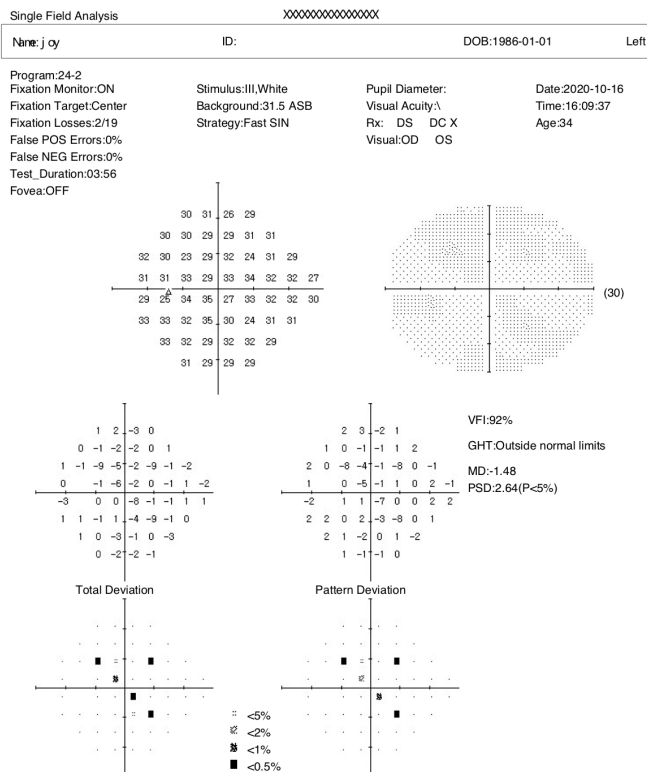 Single Field Analysis XXXXXXXXXXXXXXX
Name: joy ID: DOB:1986-01-01 Left
Program:24-2
Fixation Monitor:ON Stimulus:III,White Pupil Diameter: Date:2020-10-16
Fixation Target:Center Background:31.5 ASB Visual Acuity:\ Time:16:09:37
Fixation Losses:2/19 Strategy:Fast SIN Rx: DS DC X Age:34
False POS Errors:0% Visual:OD OS
False NEG Errors:0%
Test_Duration:03:56
Fovea:OFF
30 31 26 29
30 30 29 29 31 31
32 30 23 29 32 24 31 29
31 31 33 29 33 34 32 32 27
29 25 34 35 27 33 32 32 30
(30)
33 33 32 35 30 24 31 31
33 32 29 32 32 29
31 29 29 29
1 2 -3 0
0 -1 -2 -2 0 1
1 -1 -9 -5 -2 -9 -1 -2
0 -1 -6 -2 0 -1 1 -2
-3 0 0 -8 -1 -1 1 1
1 1 -1 1 -4 -9 -1 0
1 0 -3 -1 0 -3
0 -2 -2 -1
2 3 -2 1
1 0 -1 -1 1 2
2 0 -8 -4 -1 -8 0 -1
1 0 -5 -1 1 0 2 -1
-2 0 1 -7 0 0 2 2
2 2 0 2 -3 -8 0 1
2 1 -2 0 1 -2
1 -1 -1 0
VFI:92%
GHT:Outside normal limits
MD:-1.48
PSD:2.64(P<5%)
Total Deviation Pattern Deviation
<5%
<2%
<1%
<0.5%